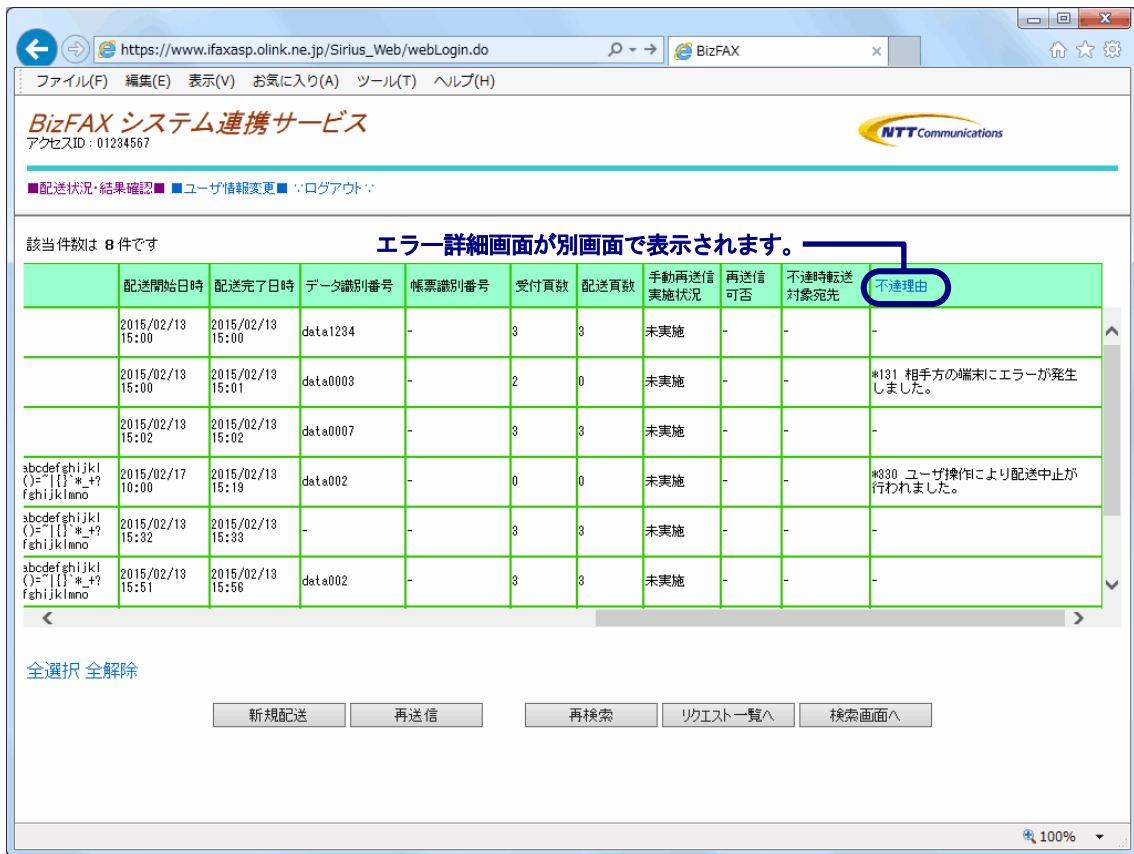 https://www.ifaxasp.olink.ne.jp/Sirius_Web/webLogin.do
BizFAX
ファイル(F) 編集(E) 表示(V) お気に入り(A) ツール(T) ヘルプ(H)
BizFAX システム連携サービス
アクセスID : 01234567
NTT Communications
■配送状況・結果確認■ ■ユーザ情報変更■ ∵ログアウト∵
該当件数は 8 件です
エラー詳細画面が別画面で表示されます。
配送開始日時 配送完了日時 データ識別番号 帳票識別番号 受付頁数 配送頁数 手動再送信実施状況 再送信可否 不達時転送対象宛先 不達理由
2015/02/13 15:00 2015/02/13 15:00 data1234 - 3 3 未実施 - - -
2015/02/13 15:00 2015/02/13 15:01 data0003 - 2 0 未実施 - - *131 相手方の端末にエラーが発生しました。
2015/02/13 15:02 2015/02/13 15:02 data0007 - 3 3 未実施 - - -
abcdefghijkl
()=~|{}`*_+?
fghijklmno
2015/02/17 10:00 2015/02/13 15:19 data002 - 0 0 未実施 - - *330 ユーザ操作により配送中止が行われました。
abcdefghijkl
()=~|{}`*_+?
fghijklmno
2015/02/13 15:32 2015/02/13 15:33 - - 3 3 未実施 - - -
abcdefghijkl
()=~|{}`*_+?
fghijklmno
2015/02/13 15:51 2015/02/13 15:56 data002 - 3 3 未実施 - - -
全選択 全解除
新規配送 再送信 再検索 リクエスト一覧へ 検索画面へ
100%